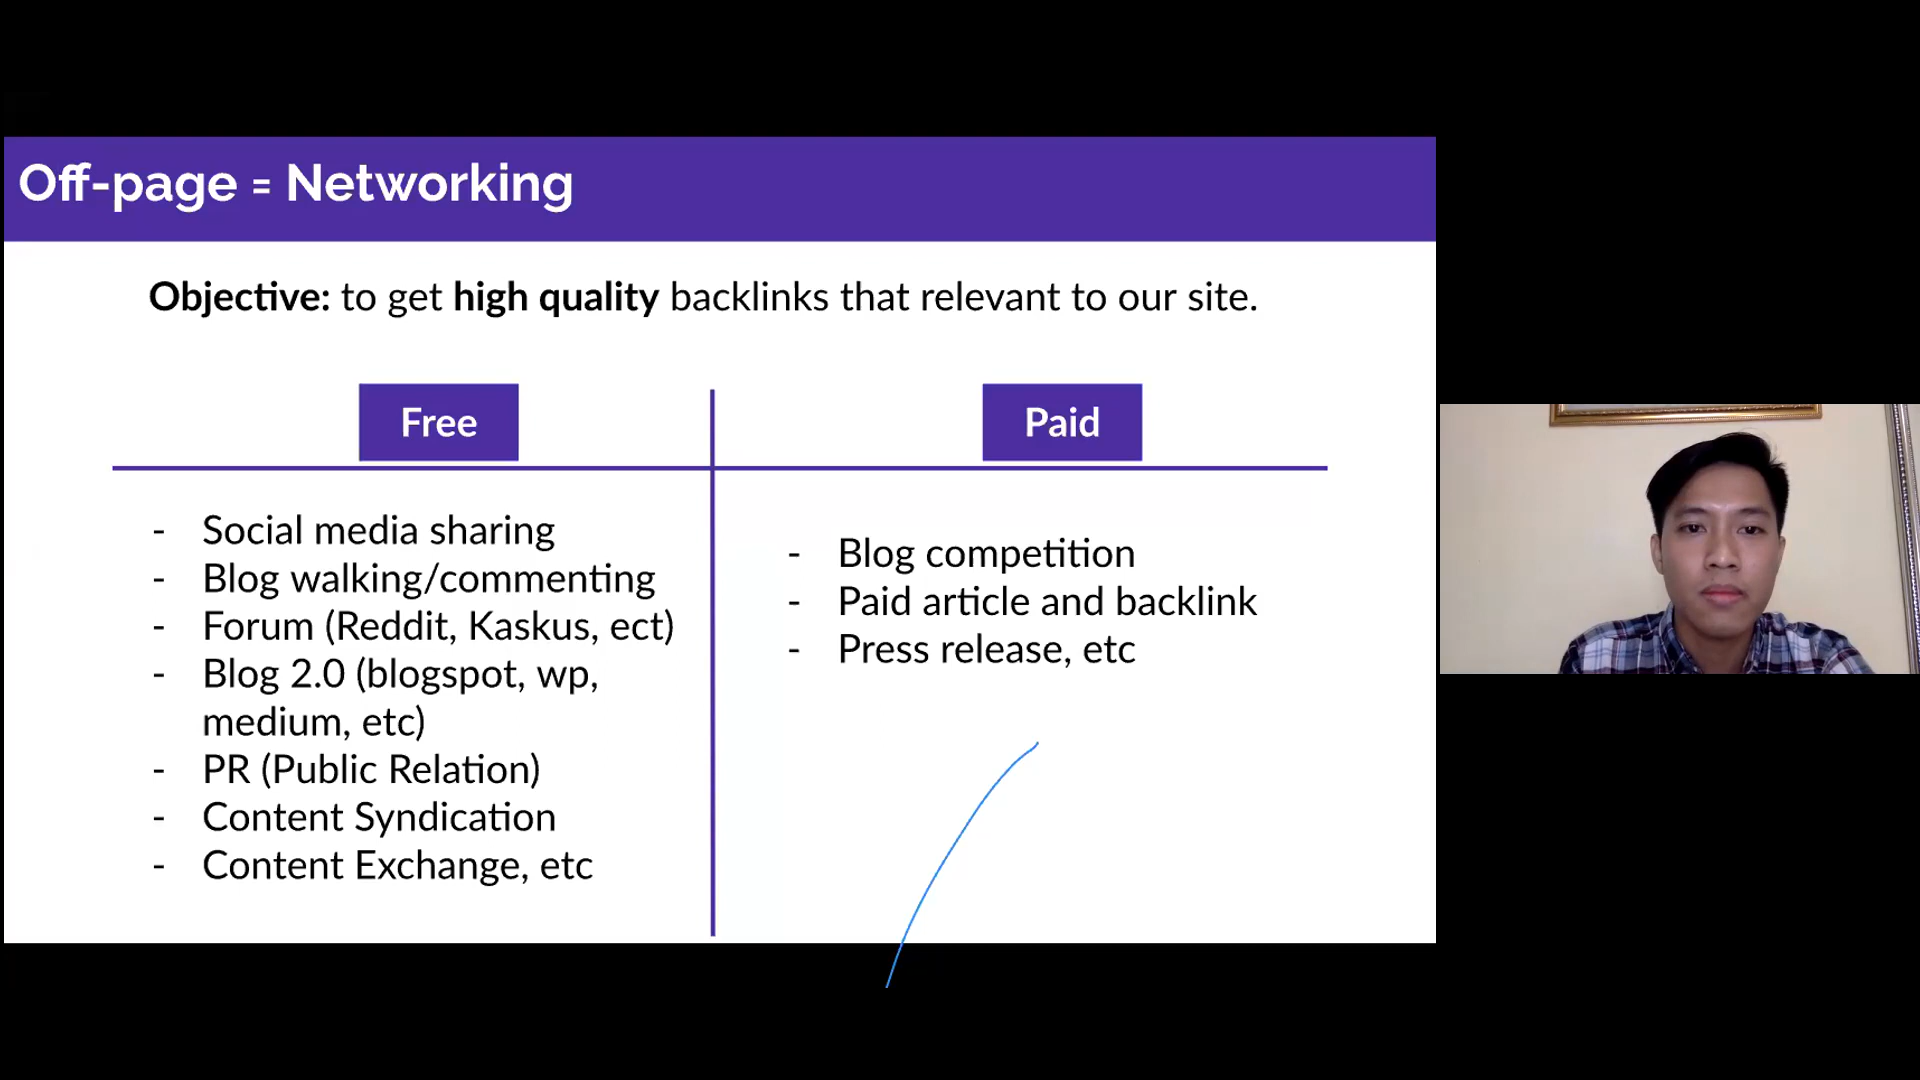 Off-page = Networking
Objective: to get high quality backlinks that relevant to our site.
Free
- Social media sharing
- Blog walking/commenting
- Forum (Reddit, Kaskus, ect)
- Blog 2.0 (blogspot, wp,
medium, etc)
- PR (Public Relation)
- Content Syndication
- Content Exchange, etc
Paid
- Blog competition
- Paid article and backlink
- Press release, etc